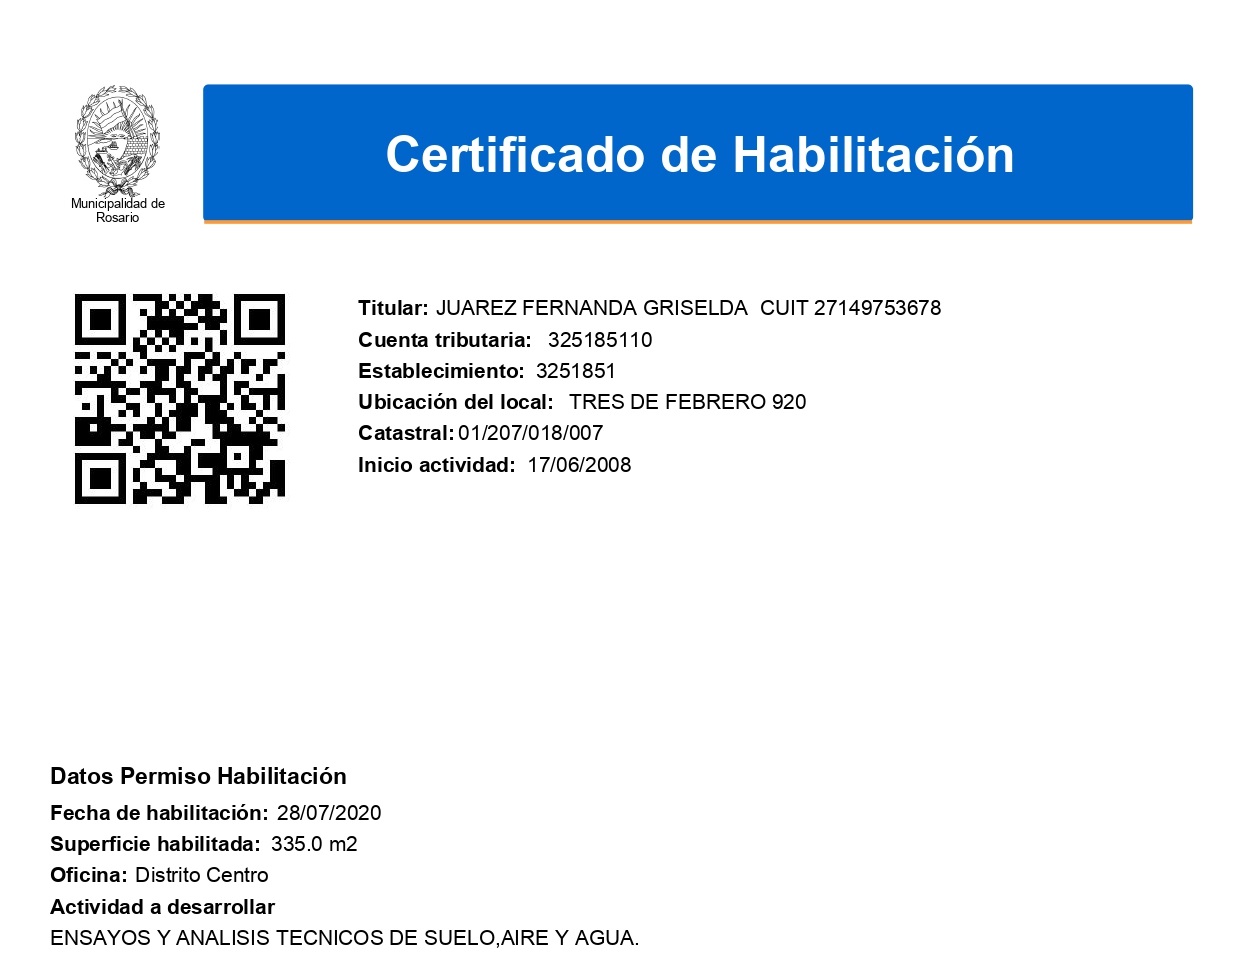 Municipalidad de
Rosario
Certificado de Habilitación
Titular: JUAREZ FERNANDA GRISELDA CUIT 27149753678
Cuenta tributaria: 325185110
Establecimiento: 3251851
Ubicación del local: TRES DE FEBRERO 920
Catastral: 01/207/018/007
Inicio actividad: 17/06/2008
Datos Permiso Habilitación
Fecha de habilitación: 28/07/2020
Superficie habilitada: 335.0 m2
Oficina: Distrito Centro
Actividad a desarrollar
ENSAYOS Y ANALISIS TECNICOS DE SUELO,AIRE Y AGUA.